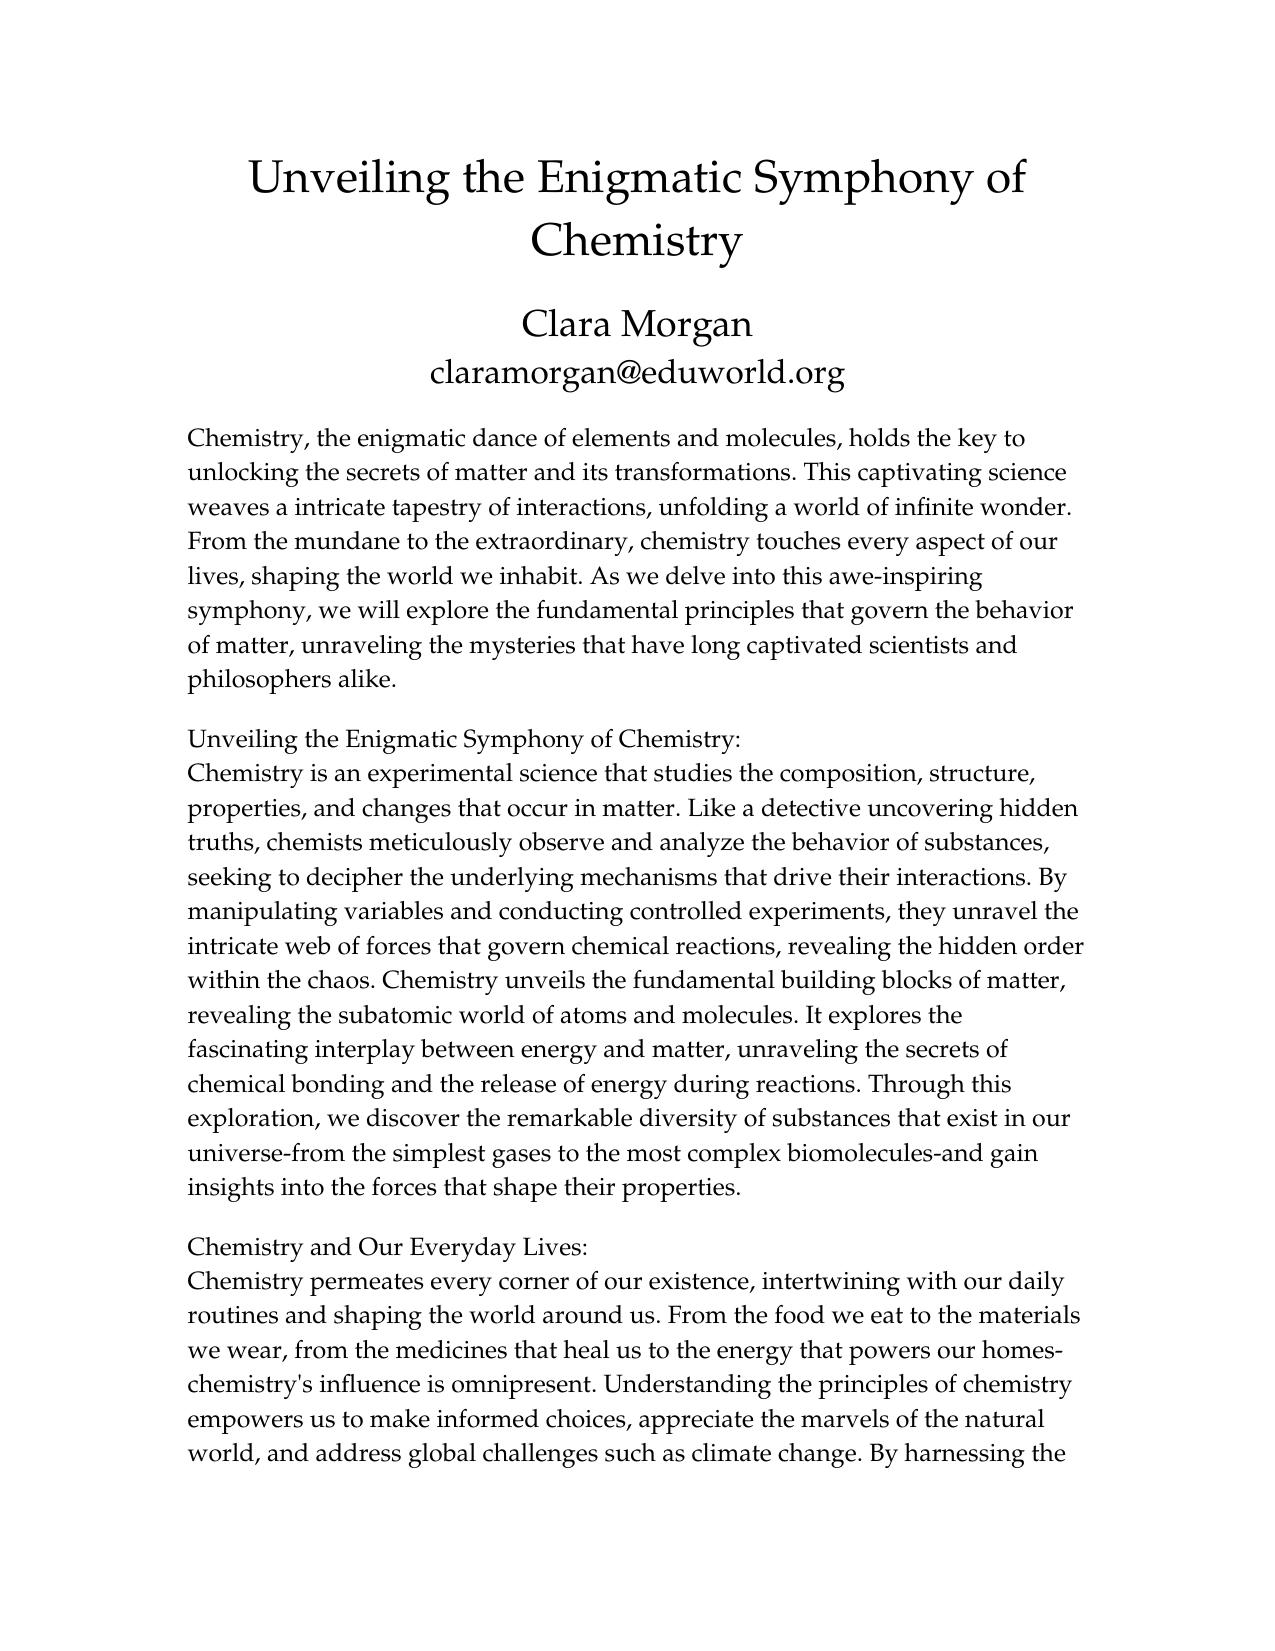 Unveiling the Enigmatic Symphony of
Chemistry
Clara Morgan
claramorgan@eduworld.org
Chemistry, the enigmatic dance of elements and molecules, holds the key to
unlocking the secrets of matter and its transformations. This captivating science
weaves a intricate tapestry of interactions, unfolding a world of infinite wonder.
From the mundane to the extraordinary, chemistry touches every aspect of our
lives, shaping the world we inhabit. As we delve into this awe-inspiring
symphony, we will explore the fundamental principles that govern the behavior
of matter, unraveling the mysteries that have long captivated scientists and
philosophers alike.
Unveiling the Enigmatic Symphony of Chemistry:
Chemistry is an experimental science that studies the composition, structure,
properties, and changes that occur in matter. Like a detective uncovering hidden
truths, chemists meticulously observe and analyze the behavior of substances,
seeking to decipher the underlying mechanisms that drive their interactions. By
manipulating variables and conducting controlled experiments, they unravel the
intricate web of forces that govern chemical reactions, revealing the hidden order
within the chaos. Chemistry unveils the fundamental building blocks of matter,
revealing the subatomic world of atoms and molecules. It explores the
fascinating interplay between energy and matter, unraveling the secrets of
chemical bonding and the release of energy during reactions. Through this
exploration, we discover the remarkable diversity of substances that exist in our
universe-from the simplest gases to the most complex biomolecules-and gain
insights into the forces that shape their properties.
Chemistry and Our Everyday Lives:
Chemistry permeates every corner of our existence, intertwining with our daily
routines and shaping the world around us. From the food we eat to the materials
we wear, from the medicines that heal us to the energy that powers our homes-
chemistry's influence is omnipresent. Understanding the principles of chemistry
empowers us to make informed choices, appreciate the marvels of the natural
world, and address global challenges such as climate change. By harnessing the